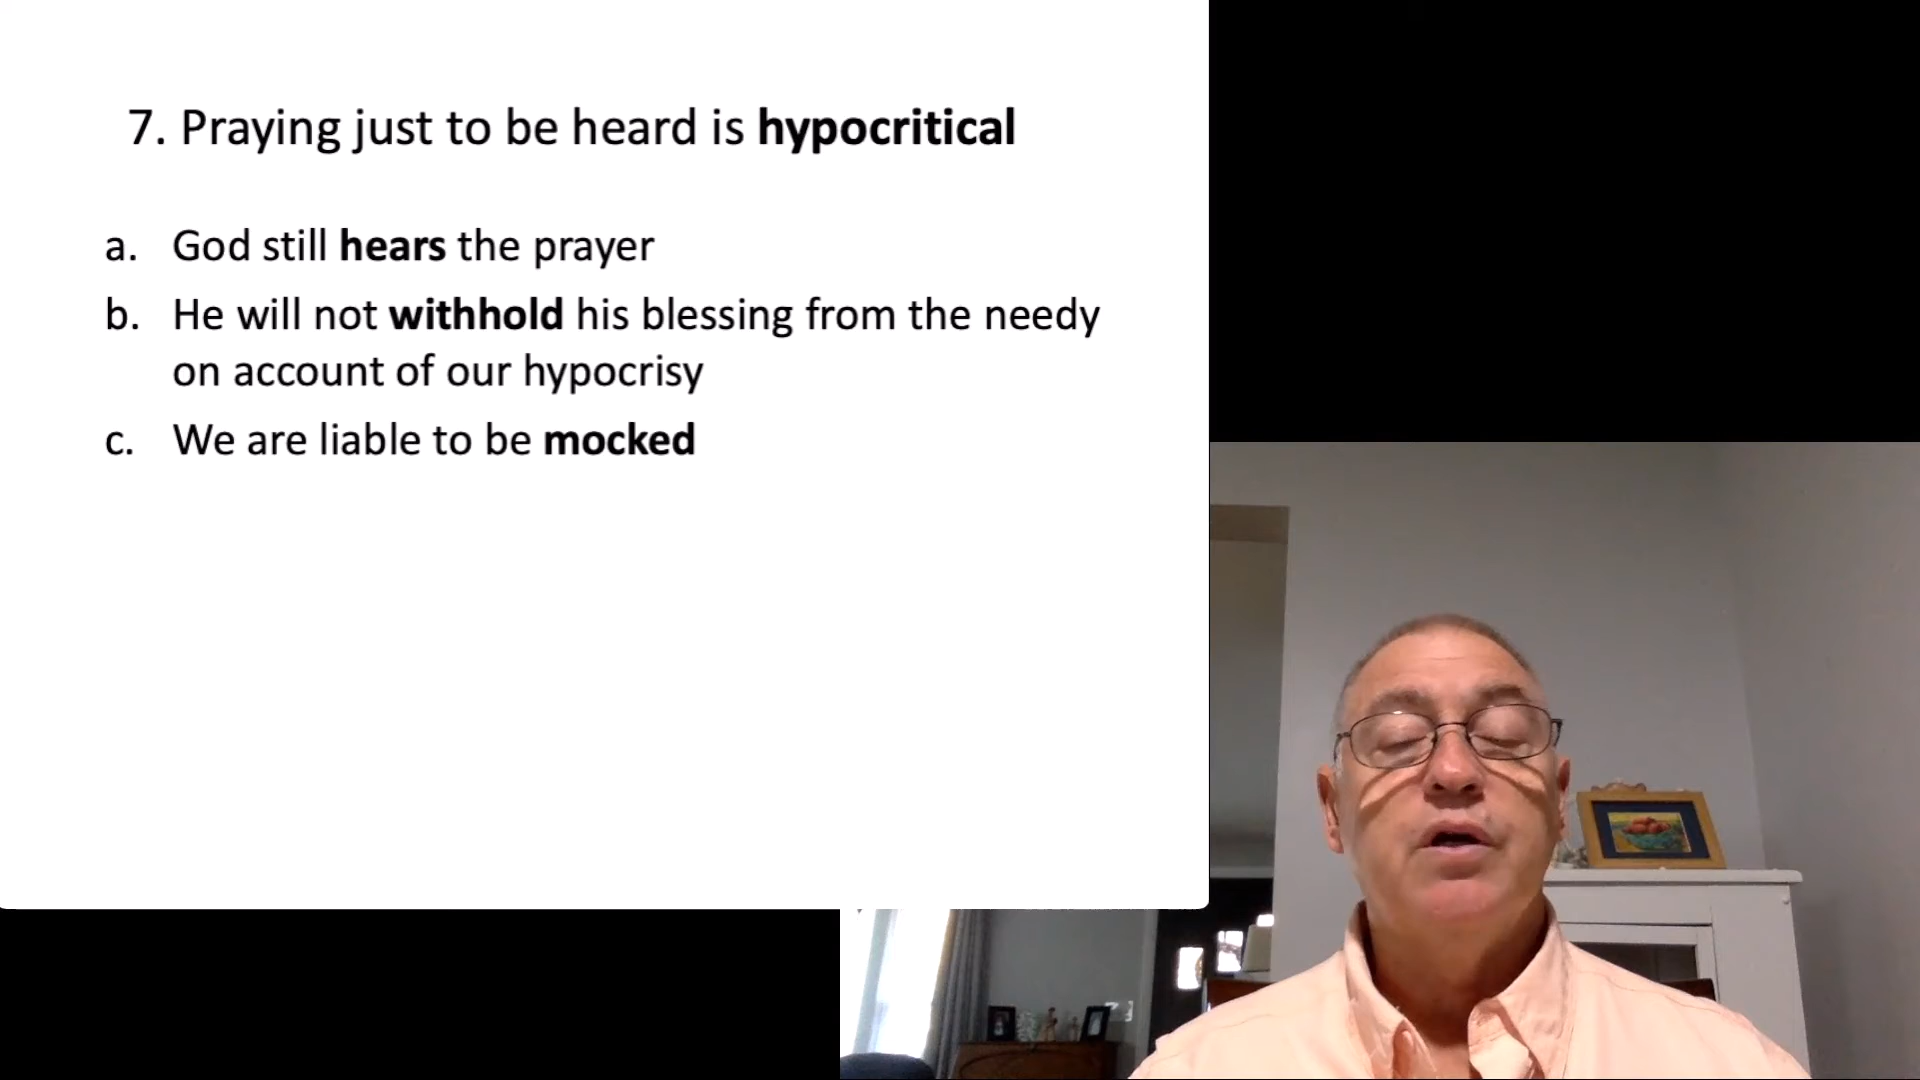 7. Praying just to be heard is hypocritical
a. God still hears the prayer
b. He will not withhold his blessing from the needy
on account of our hypocrisy
c. We are liable to be mocked